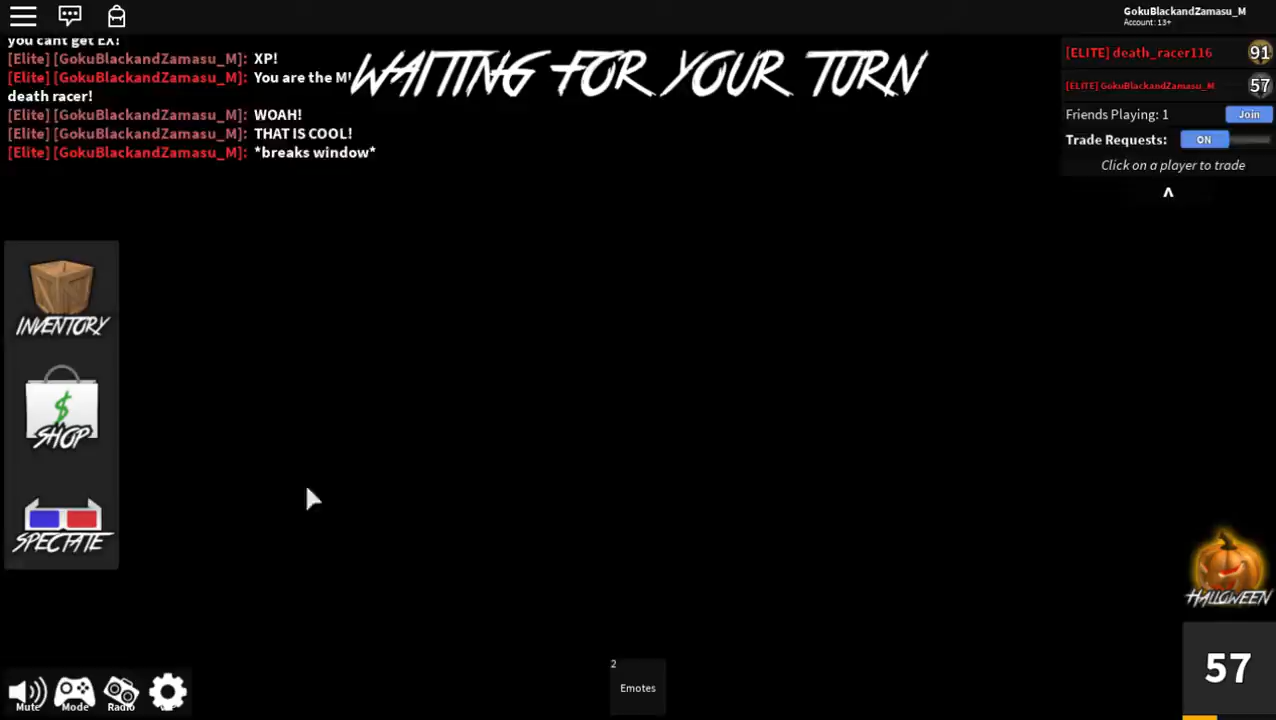 GokuBlackandZamasu_M
Account: 13+
you cant get EX!
[Elite] [GokuBlackandZamasu_M]: XP!
[Elite] [GokuBlackandZamasu_M]: You are the M!
death racer!
[Elite] [GokuBlackandZamasu_M]: WOAH!
[Elite] [GokuBlackandZamasu_M]: THAT IS COOL!
[Elite] [GokuBlackandZamasu_M]: *breaks window*
WAITING FOR YOUR TURN
[ELITE] death_racer116 91
[ELITE] GokuBlackandZamasu_M 57
Friends Playing: 1 Join
Trade Requests: ON
Click on a player to trade
^
INVENTORY
$
SHOP
SPECTATE
HALLOWEEN
57
2
Emotes
Mute
Mode
Radio